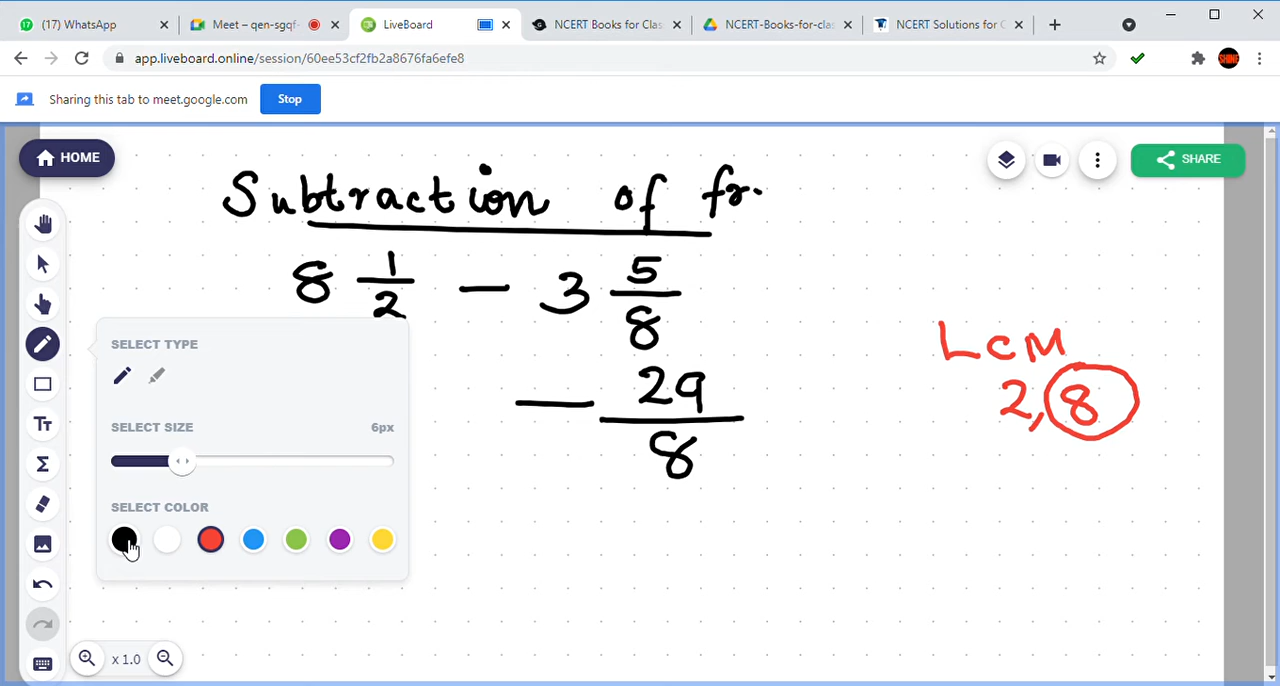 (17) WhatsApp
Meet – qen-sgqf-
LiveBoard
NCERT Books for Clas
NCERT-Books-for-cla
NCERT Solutions for C
app.liveboard.online/session/60ee53cf2fb2a8676fa6efe8
SHINE
Sharing this tab to meet.google.com Stop
HOME
SHARE
Subtraction of fr.
8 1/2 — 3 5/8
— 29/8
LCM
2, 8
SELECT TYPE
SELECT SIZE 6px
SELECT COLOR
Tт
Σ
x 1.0